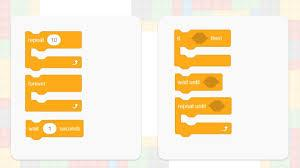 repeat 10
forever
wait 1 seconds
if then
wait until
repeat until